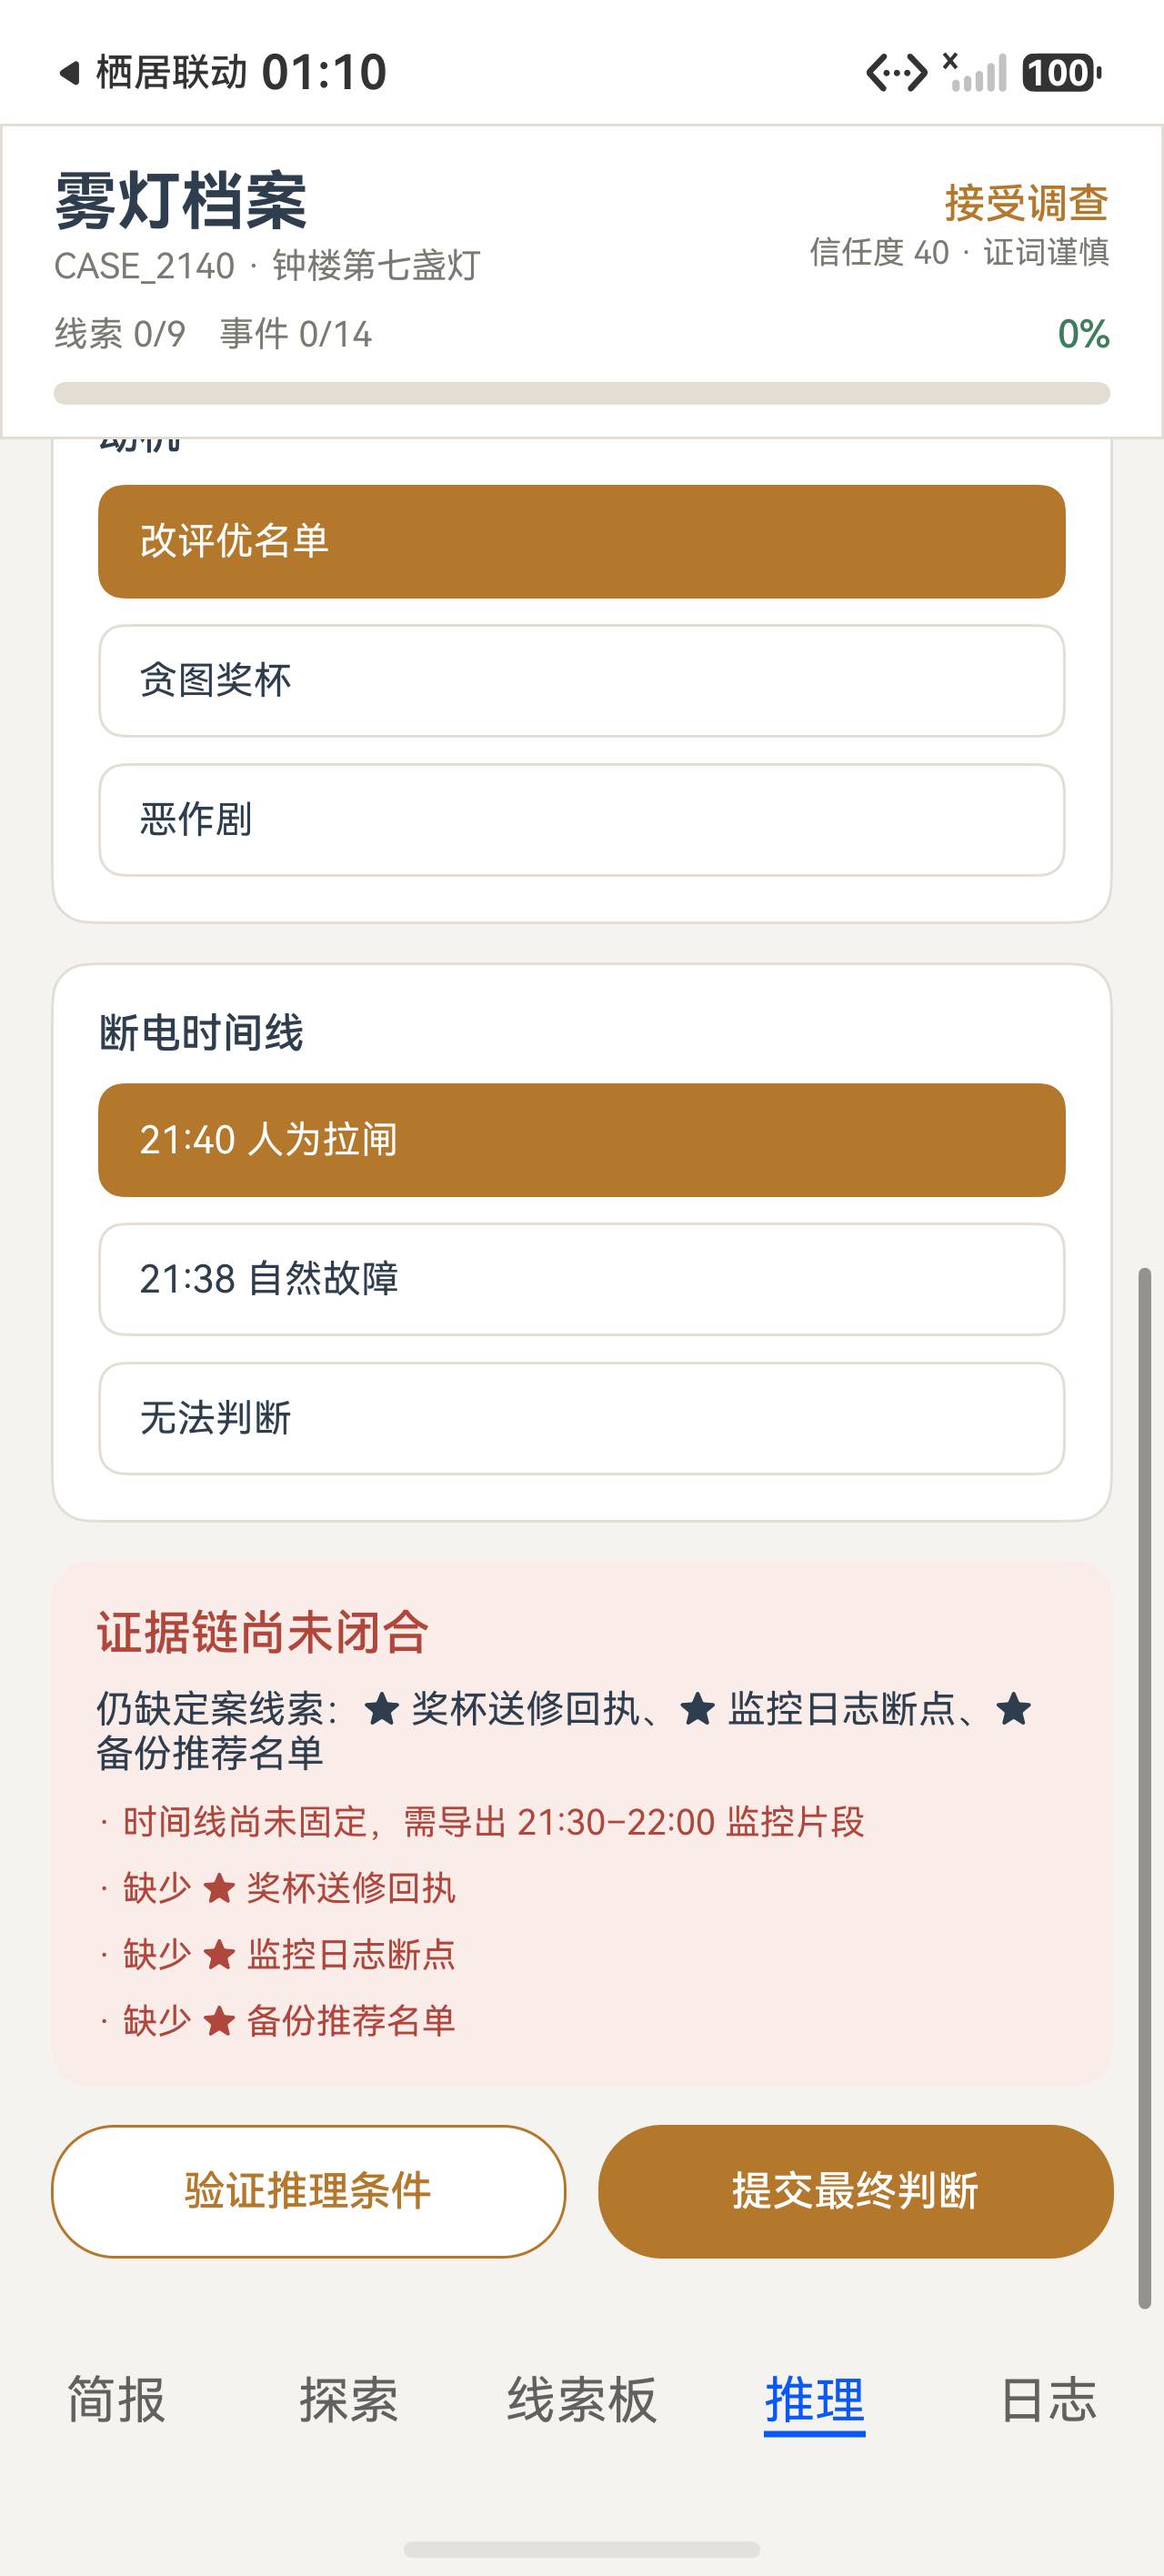 栖居联动 01:10
100
雾灯档案
接受调查
CASE_2140 · 钟楼第七盏灯
信任度 40 · 证词谨慎
线索 0/9 事件 0/14
0%
动机
改评优名单
贪图奖杯
恶作剧
断电时间线
21:40 人为拉闸
21:38 自然故障
无法判断
证据链尚未闭合
仍缺定案线索：★ 奖杯送修回执、★ 监控日志断点、★
备份推荐名单
· 时间线尚未固定，需导出 21:30–22:00 监控片段
· 缺少 ★ 奖杯送修回执
· 缺少 ★ 监控日志断点
· 缺少 ★ 备份推荐名单
验证推理条件
提交最终判断
简报 探索 线索板 推理 日志